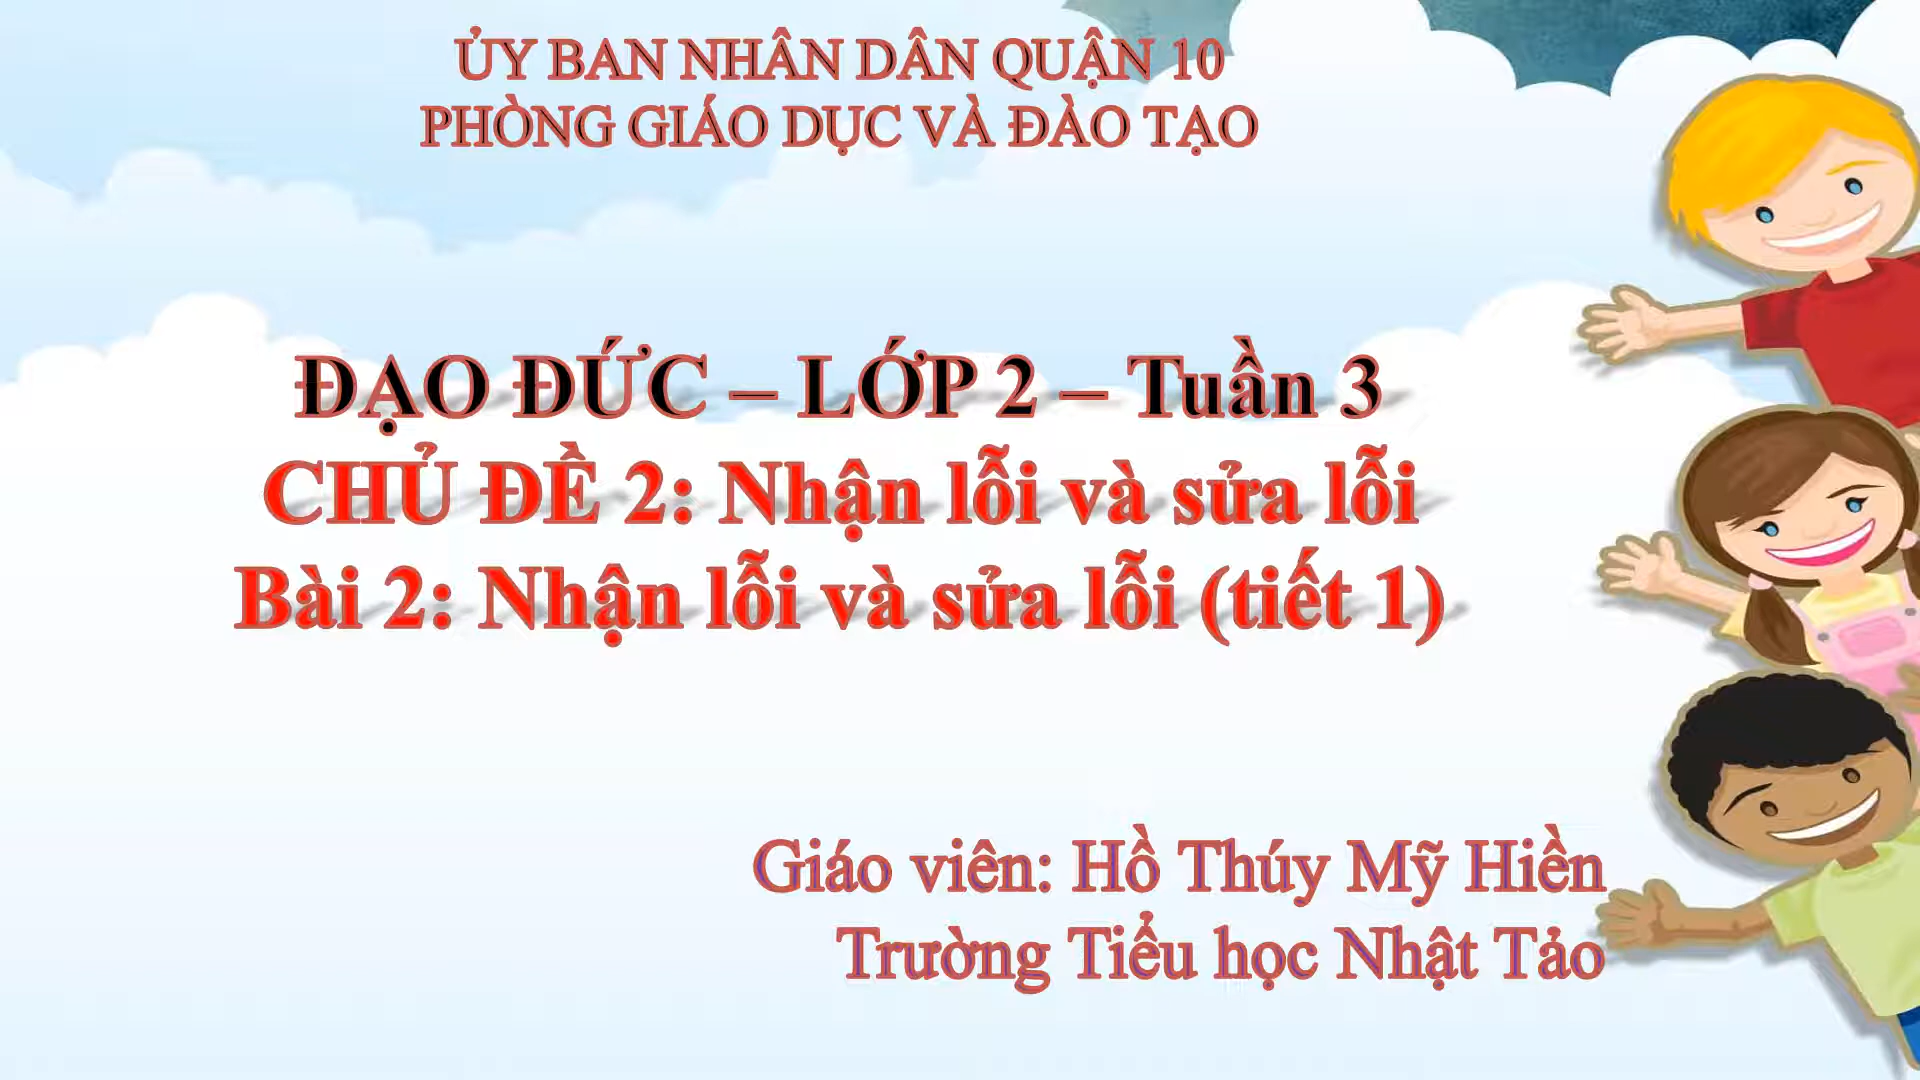 ỦY BAN NHÂN DÂN QUẬN 10
PHÒNG GIÁO DỤC VÀ ĐÀO TẠO
ĐẠO ĐỨC – LỚP 2 – Tuần 3
CHỦ ĐỀ 2: Nhận lỗi và sửa lỗi
Bài 2: Nhận lỗi và sửa lỗi (tiết 1)
Giáo viên: Hồ Thúy Mỹ Hiền
Trường Tiểu học Nhật Tảo